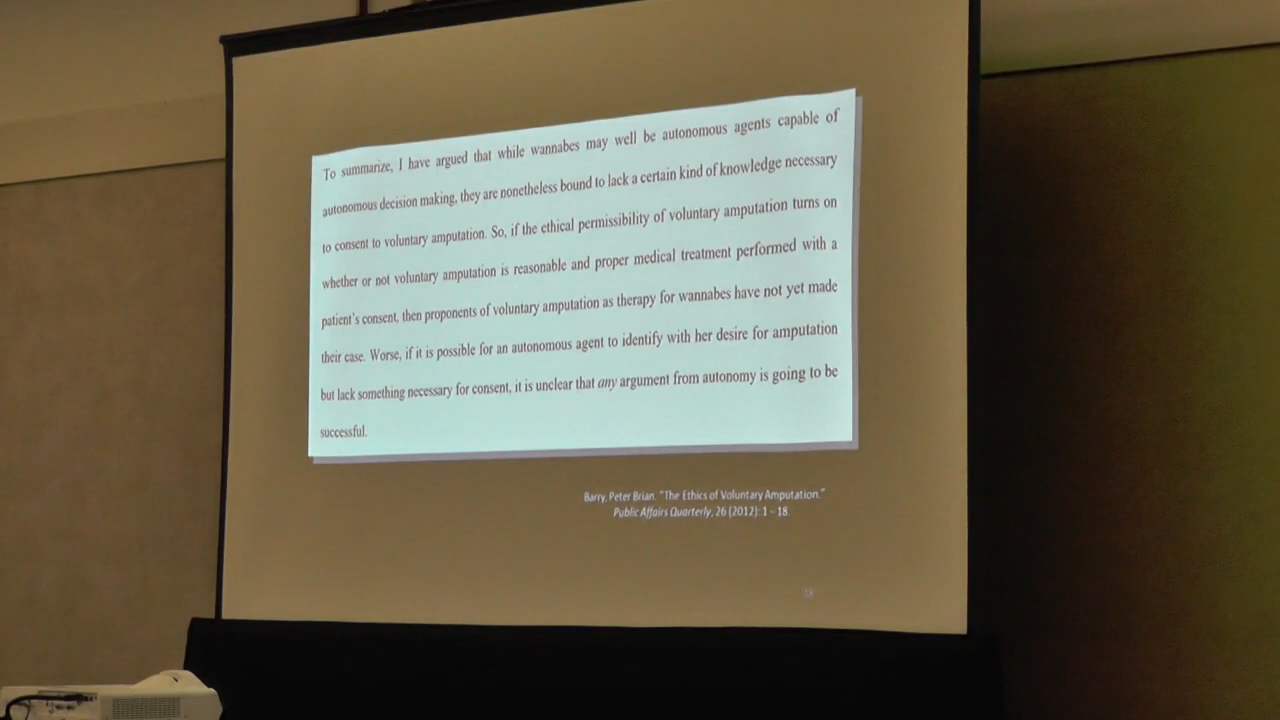 To summarize, I have argued that while wannabes may well be autonomous agents capable of
autonomous decision making, they are nonetheless bound to lack a certain kind of knowledge necessary
to consent to voluntary amputation. So, if the ethical permissibility of voluntary amputation turns on
whether or not voluntary amputation is reasonable and proper medical treatment performed with a
patient's consent, then proponents of voluntary amputation as therapy for wannabes have not yet made
their case. Worse, if it is possible for an autonomous agent to identify with her desire for amputation
but lack something necessary for consent, it is unclear that any argument from autonomy is going to be
successful.
Barry, Peter Brian. "The Ethics of Voluntary Amputation."
Public Affairs Quarterly, 26 (2012): 1 - 18.